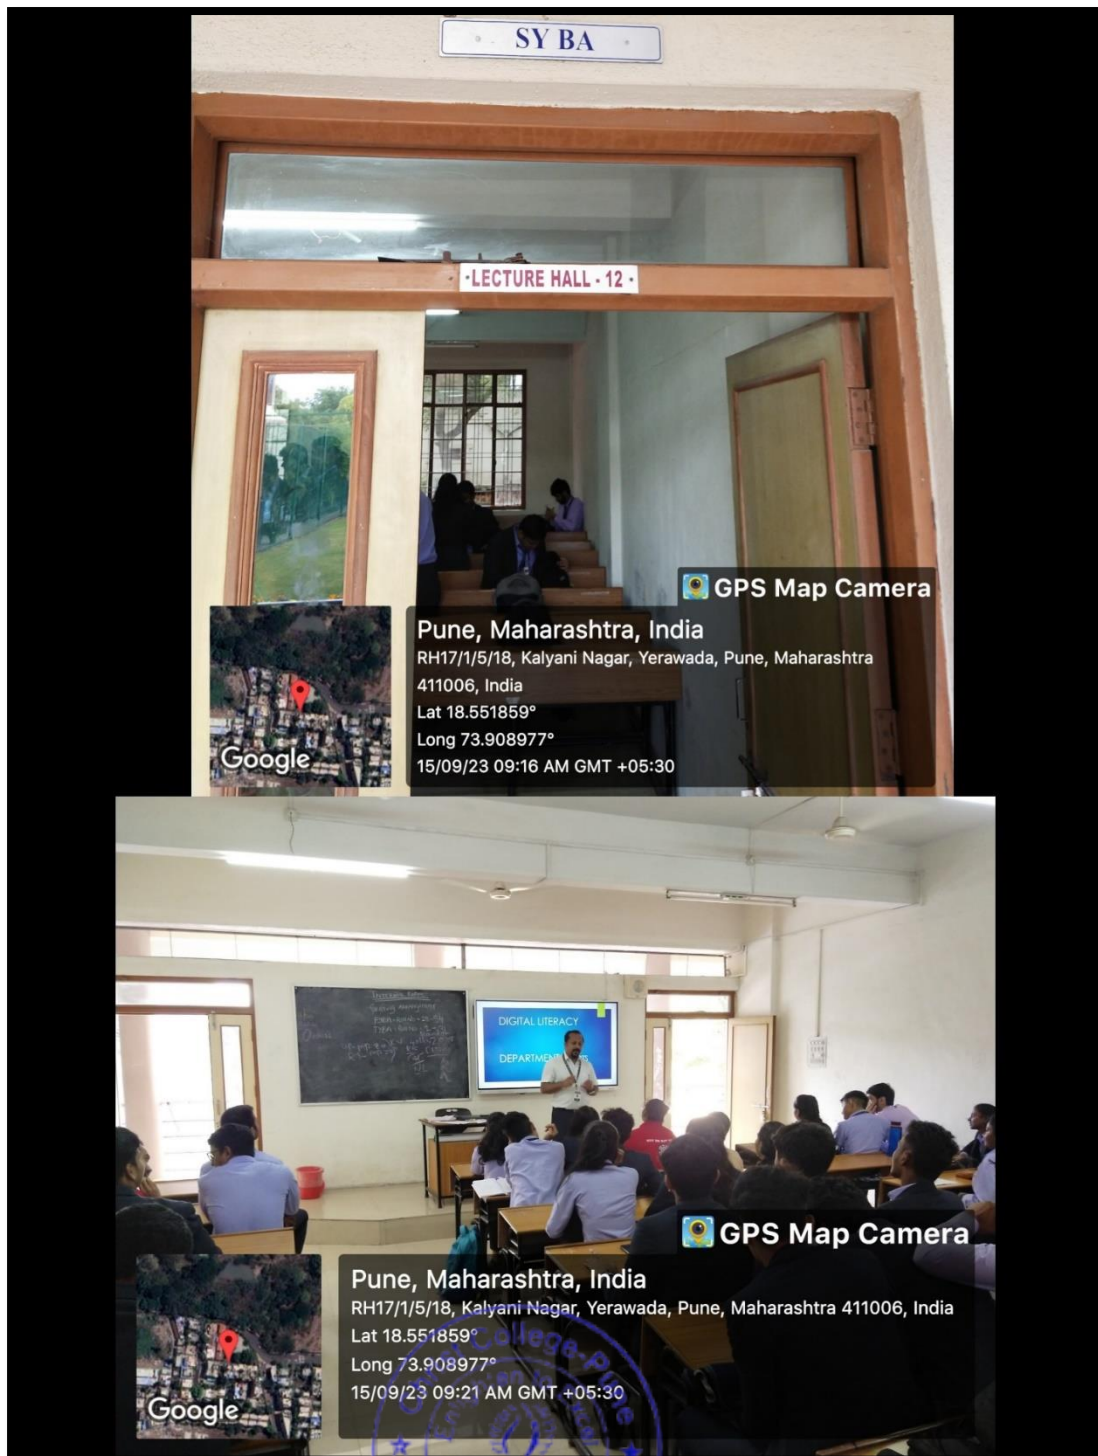 SY BA
LECTURE HALL - 12
GPS Map Camera
Pune, Maharashtra, India
RH17/1/5/18, Kalyani Nagar, Yerawada, Pune, Maharashtra
411006, India
Lat 18.551859°
Long 73.908977°
15/09/23 09:16 AM GMT +05:30
Google
DIGITAL LITERACY
DEPARTMENT
GPS Map Camera
Pune, Maharashtra, India
RH17/1/5/18, Kalyani Nagar, Yerawada, Pune, Maharashtra 411006, India
Lat 18.551859°
Long 73.908977°
15/09/23 09:21 AM GMT +05:30
Google
College-Pune